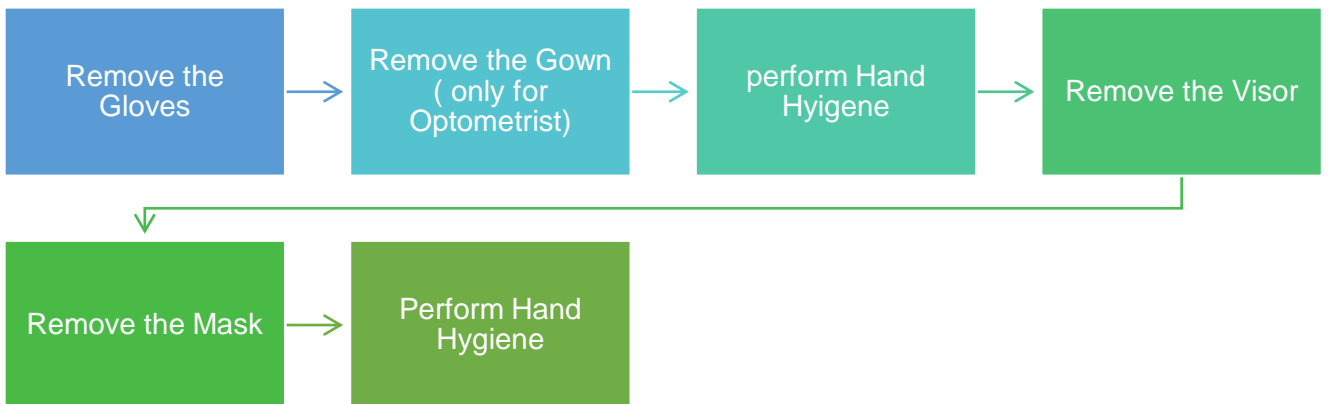 Remove the
Gloves
Remove the Gown
( only for
Optometrist)
perform Hand
Hyigene
Remove the Visor
Remove the Mask
Perform Hand
Hygiene